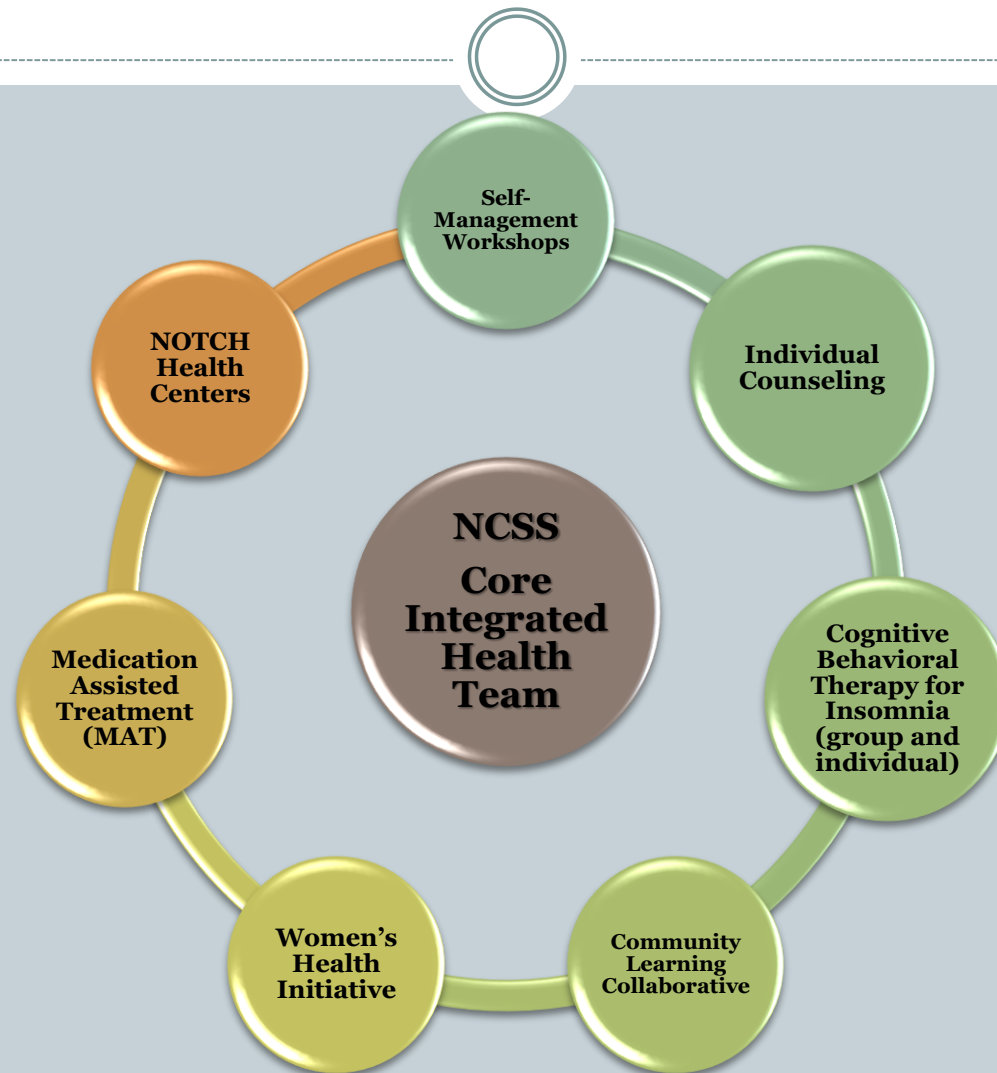 Self-
Management
Workshops
Individual
Counseling
Cognitive
Behavioral
Therapy for
Insomnia
(group and
individual)
Community
Learning
Collaborative
Women’s
Health
Initiative
Medication
Assisted
Treatment
(MAT)
NOTCH
Health
Centers
NCSS
Core
Integrated
Health
Team